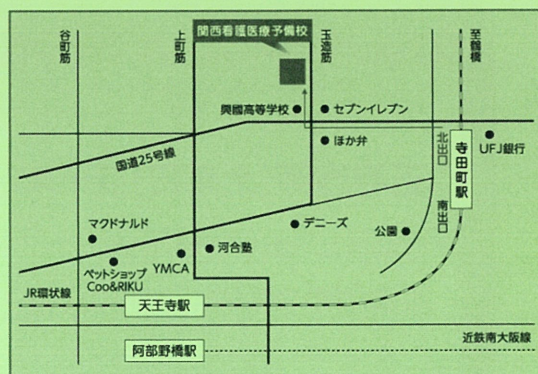 谷町筋
上町筋
関西看護医療予備校
玉造筋
至鶴橋
興國高等学校
セブンイレブン
ほか弁
北出口
寺田町駅
UFJ銀行
国道25号線
南出口
マクドナルド
デニーズ
公園
河合塾
YMCA
ペットショップ
Coo&RIKU
JR環状線
天王寺駅
近鉄南大阪線
阿部野橋駅